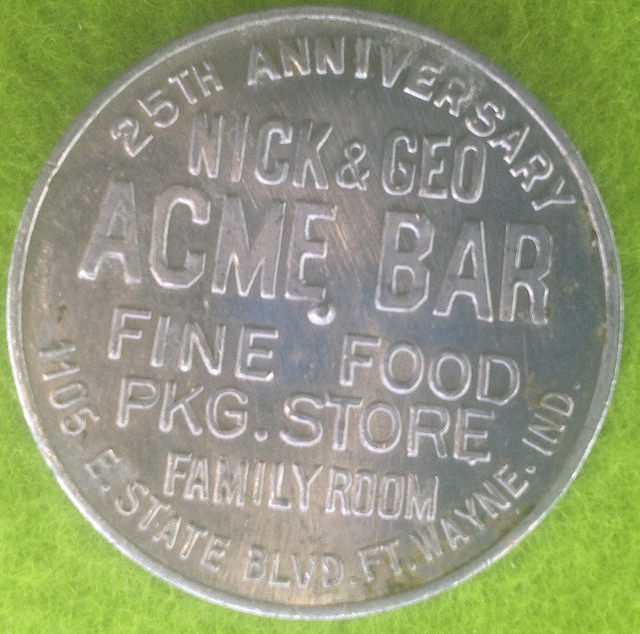 25TH ANNIVERSARY
NICK & GEO
ACME BAR
FINE FOOD
PKG. STORE
FAMILY ROOM
1105 E. STATE BLVD. FT. WAYNE. IND.